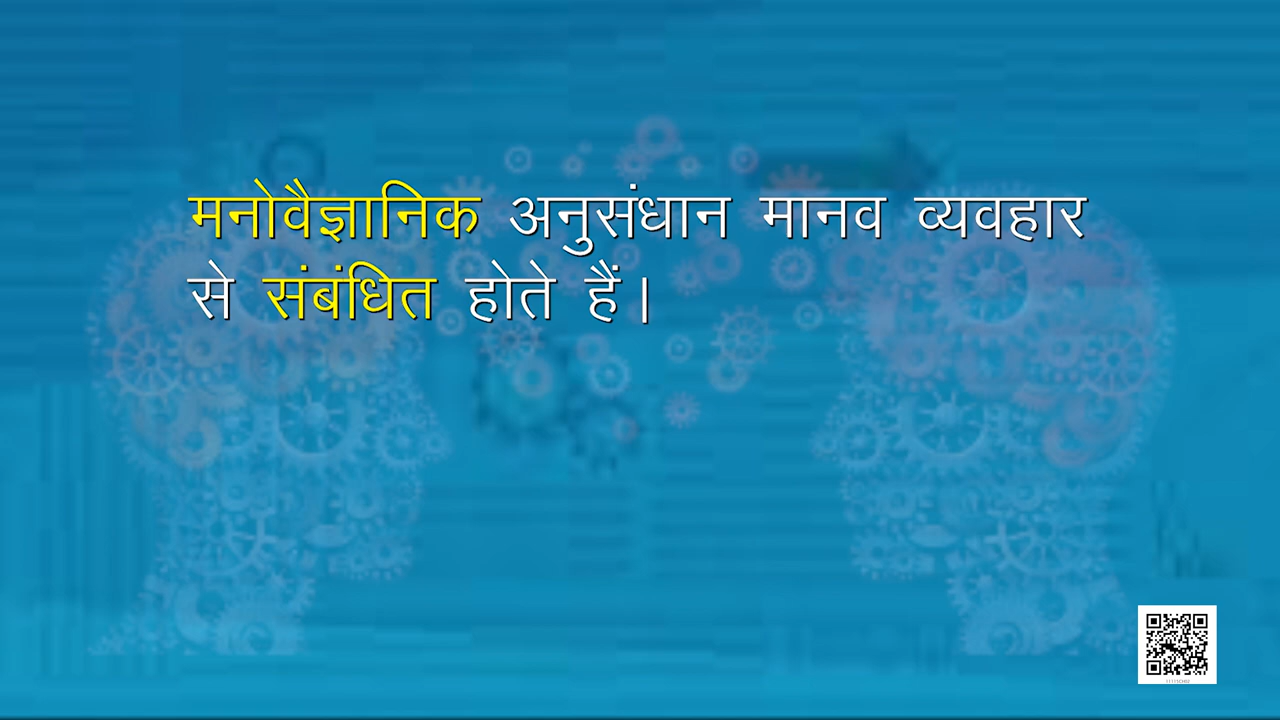 मनोवैज्ञानिक अनुसंधान मानव व्यवहार
से संबंधित होते हैं।